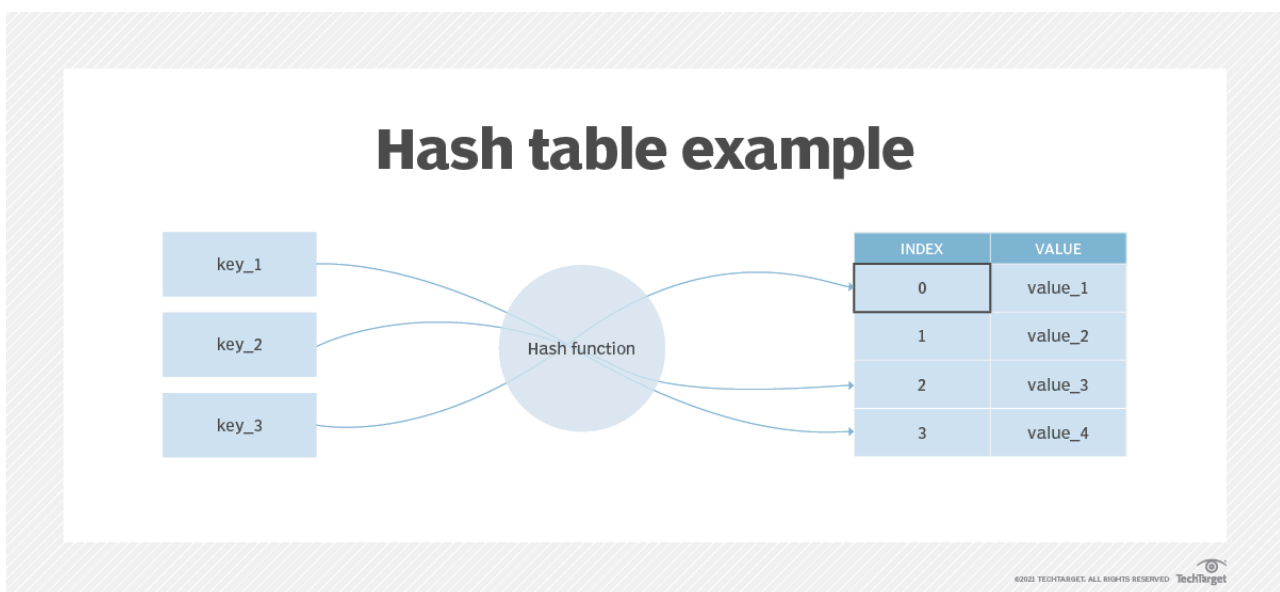 Hash table example
key_1
key_2
key_3
Hash function
INDEX VALUE
0 value_1
1 value_2
2 value_3
3 value_4
©2021 TECHTARGET. ALL RIGHTS RESERVED TechTarget